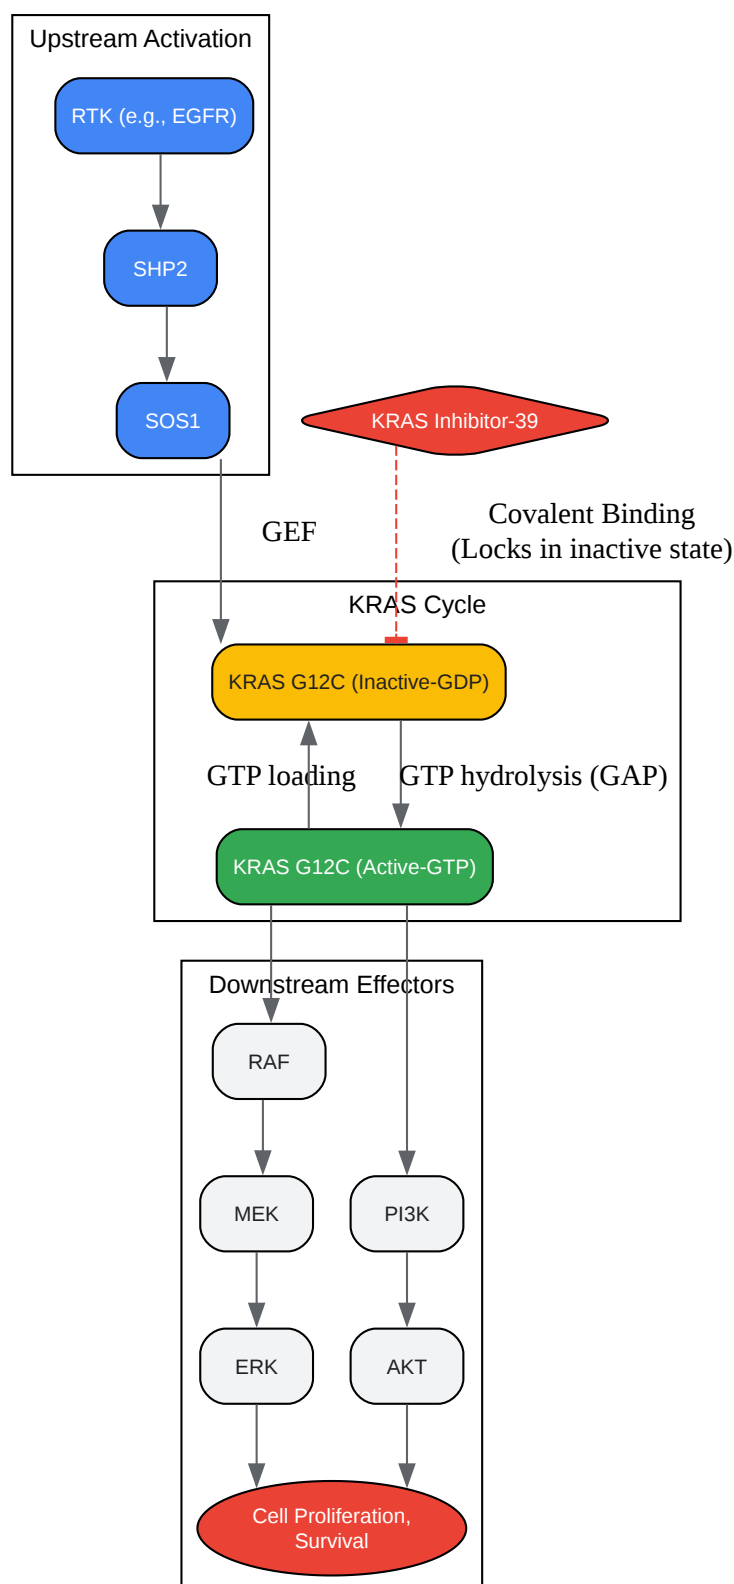 Upstream Activation
RTK (e.g., EGFR)
SHP2
SOS1
KRAS Inhibitor-39
GEF
Covalent Binding
(Locks in inactive state)
KRAS Cycle
KRAS G12C (Inactive-GDP)
GTP loading
GTP hydrolysis (GAP)
KRAS G12C (Active-GTP)
Downstream Effectors
RAF
MEK
PI3K
ERK
AKT
Cell Proliferation,
Survival